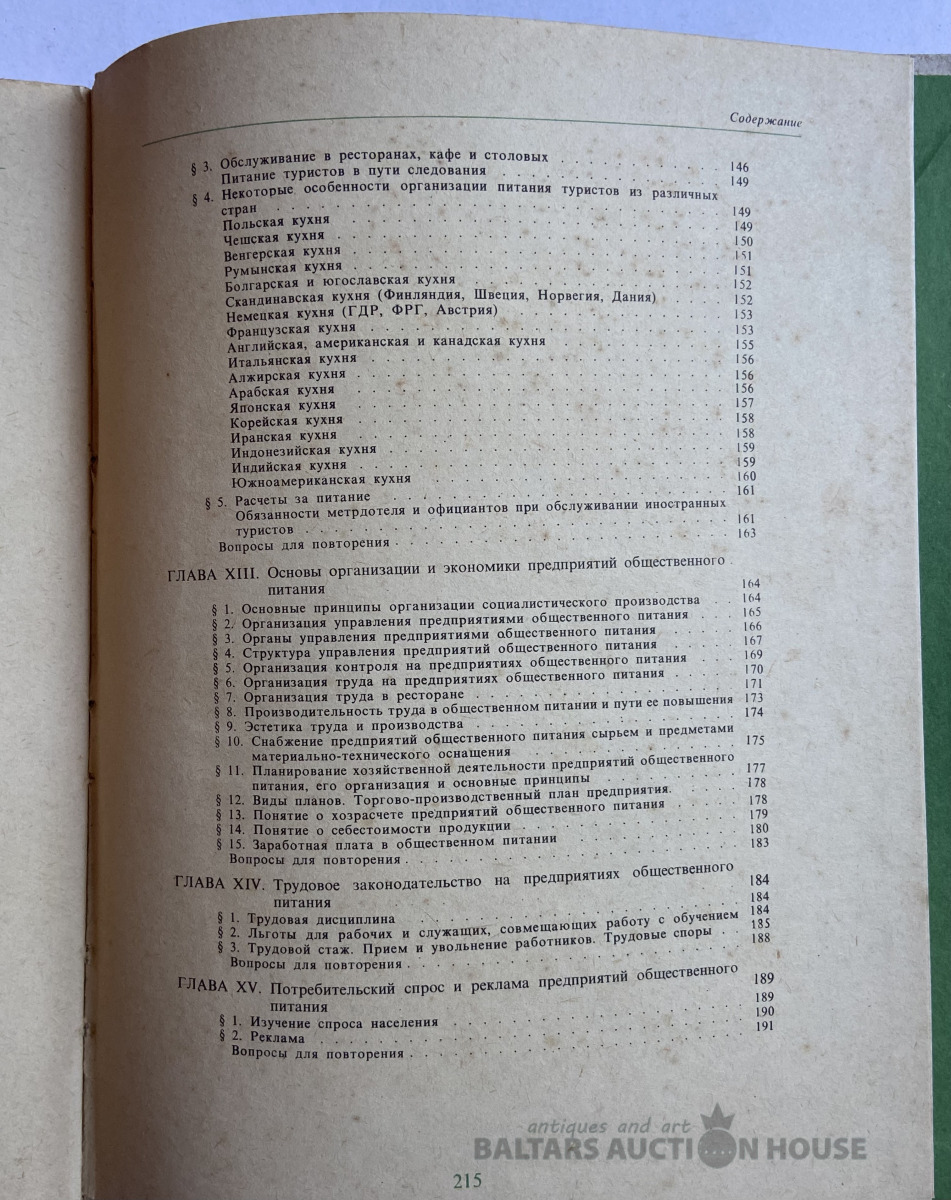 Содержание
§ 3. Обслуживание в ресторанах, кафе и столовых . . . . . . . . . . 146
Питание туристов в пути следования . . . . . . . . . . 149
§ 4. Некоторые особенности организации питания туристов из различных
стран . . . . . . . . . . 149
Польская кухня . . . . . . . . . . 149
Чешская кухня . . . . . . . . . . 150
Венгерская кухня . . . . . . . . . . 151
Румынская кухня . . . . . . . . . . 151
Болгарская и югославская кухня . . . . . . . . . . 152
Скандинавская кухня (Финляндия, Швеция, Норвегия, Дания) . . . . 152
Немецкая кухня (ГДР, ФРГ, Австрия) . . . . . . . . . . 153
Французская кухня . . . . . . . . . . 153
Английская, американская и канадская кухня . . . . . . . . . . 155
Итальянская кухня . . . . . . . . . . 156
Алжирская кухня . . . . . . . . . . 156
Арабская кухня . . . . . . . . . . 156
Японская кухня . . . . . . . . . . 157
Корейская кухня . . . . . . . . . . 158
Иранская кухня . . . . . . . . . . 158
Индонезийская кухня . . . . . . . . . . 159
Индийская кухня . . . . . . . . . . 159
Южноамериканская кухня . . . . . . . . . . 160
§ 5. Расчеты за питание . . . . . . . . . . 161
Обязанности метрдотеля и официантов при обслуживании иностранных
туристов . . . . . . . . . . 161
Вопросы для повторения . . . . . . . . . . 163
ГЛАВА XIII. Основы организации и экономики предприятий общественного
питания 164
§ 1. Основные принципы организации социалистического производства . . 164
§ 2. Организация управления предприятиями общественного питания . . . 165
§ 3. Органы управления предприятиями общественного питания . . . . . 166
§ 4. Структура управления предприятий общественного питания . . . . . 167
§ 5. Организация контроля на предприятиях общественного питания . . . 169
§ 6. Организация труда на предприятиях общественного питания . . . . 170
§ 7. Организация труда в ресторане . . . . . . . . . . 171
§ 8. Производительность труда в общественном питании и пути ее повышения 173
§ 9. Эстетика труда и производства . . . . . . . . . . 174
§ 10. Снабжение предприятий общественного питания сырьем и предметами
материально-технического оснащения . . . . . . . . . . 175
§ 11. Планирование хозяйственной деятельности предприятий общественного
питания, его организация и основные принципы . . . . . . . . 177
§ 12. Виды планов. Торгово-производственный план предприятия. . . . . 178
§ 13. Понятие о хозрасчете предприятий общественного питания . . . . . 178
§ 14. Понятие о себестоимости продукции . . . . . . . . . . 179
§ 15. Заработная плата в общественном питании . . . . . . . . . . 180
Вопросы для повторения . . . . . . . . . . 183
ГЛАВА XIV. Трудовое законодательство на предприятиях общественного
питания . . . . . . . . . . 184
§ 1. Трудовая дисциплина . . . . . . . . . . 184
§ 2. Льготы для рабочих и служащих, совмещающих работу с обучением 184
§ 3. Трудовой стаж. Прием и увольнение работников. Трудовые споры . . 185
Вопросы для повторения . . . . . . . . . . 188
ГЛАВА XV. Потребительский спрос и реклама предприятий общественного
питания . . . . . . . . . . 189
§ 1. Изучение спроса населения . . . . . . . . . . 189
§ 2. Реклама . . . . . . . . . . 190
Вопросы для повторения . . . . . . . . . . 191
antiques and art
BALTARS AUCTION HOUSE
215